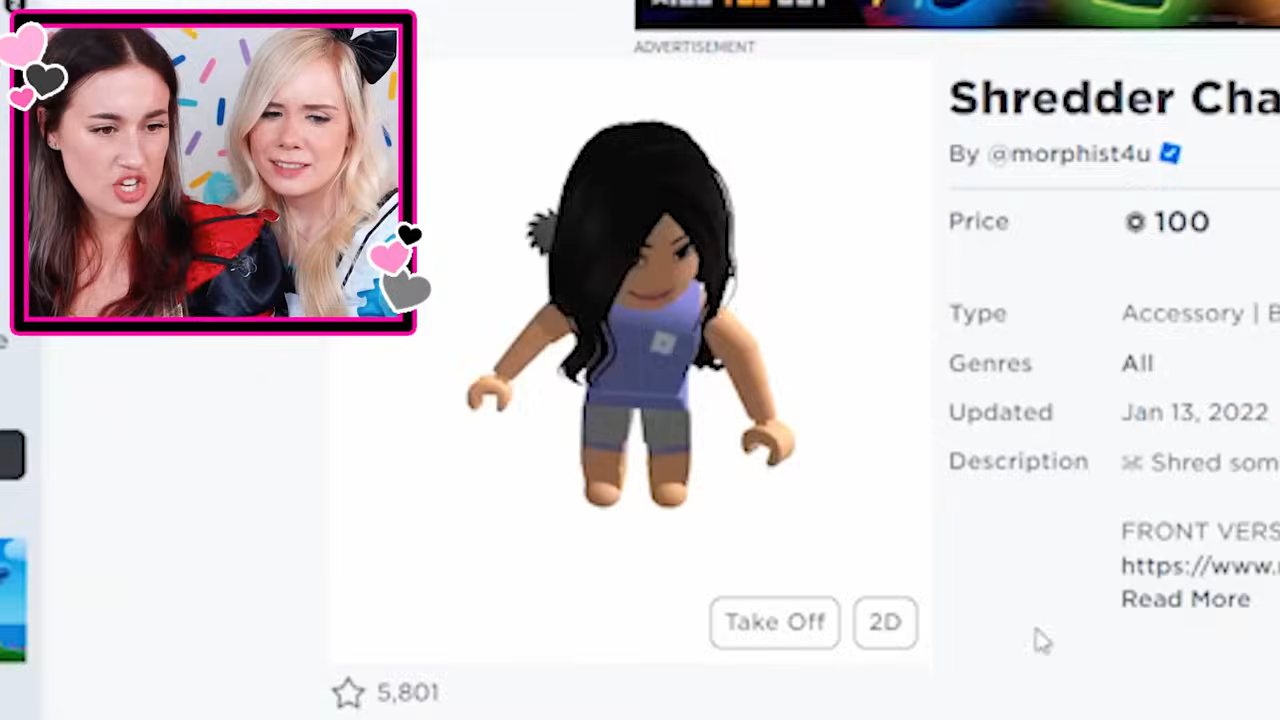 ADVERTISEMENT
Shredder Cha
By @morphist4u
Price 100
Type Accessory | B
Genres All
Updated Jan 13, 2022
Description Shred som
FRONT VERS
https://www.
Read More
Take Off 2D
5,801